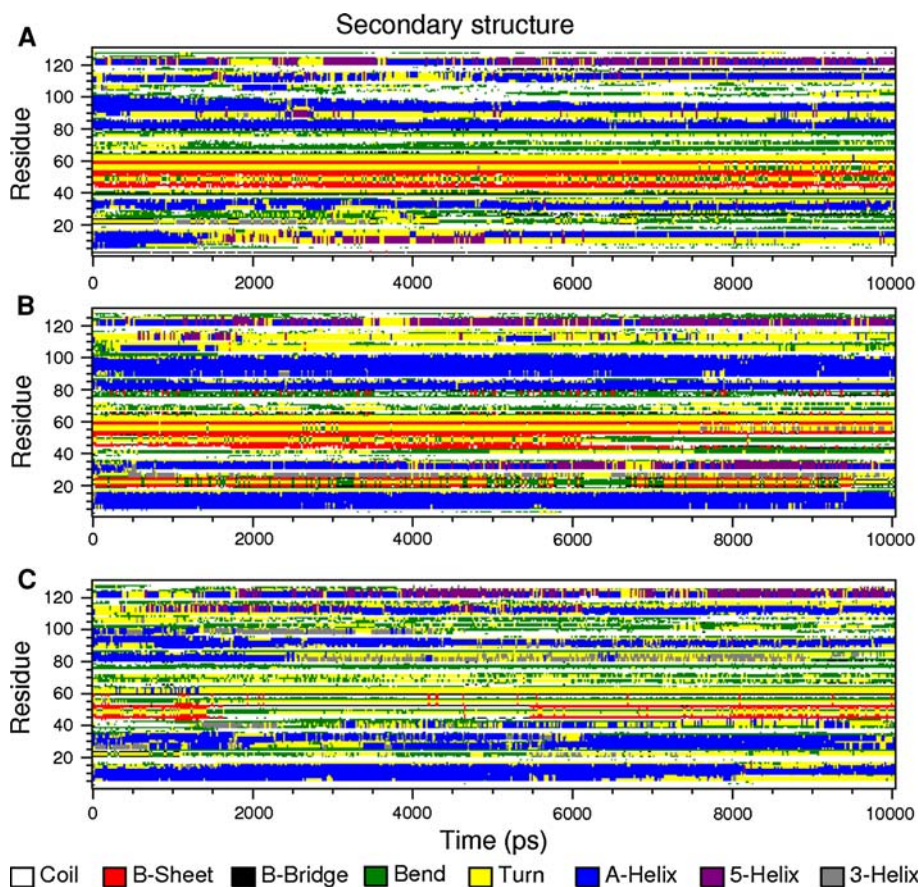 Secondary structure
A
Residue
120
100
80
60
40
20
0 2000 4000 6000 8000 10000
B
Residue
120
100
80
60
40
20
0 2000 4000 6000 8000 10000
C
Residue
120
100
80
60
40
20
0 2000 4000 6000 8000 10000
Time (ps)
Coil B-Sheet B-Bridge Bend Turn A-Helix 5-Helix 3-Helix